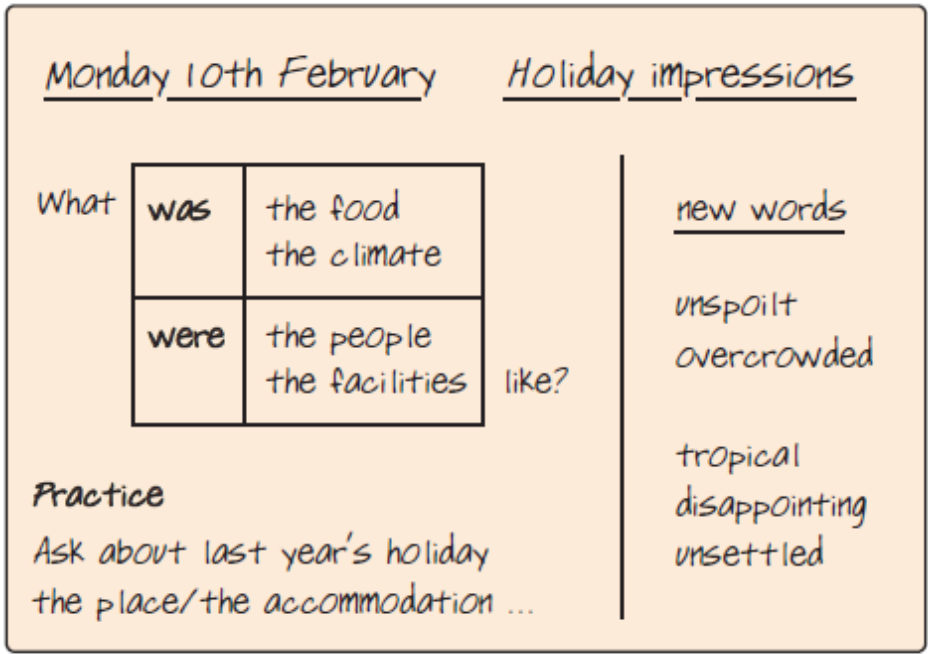 Monday 10th February Holiday impressions
What was the food
the climate
were the people
the facilities like?
Practice
Ask about last year's holiday
the place/the accommodation ...
new words
unspoilt
overcrowded
tropical
disappointing
unsettled